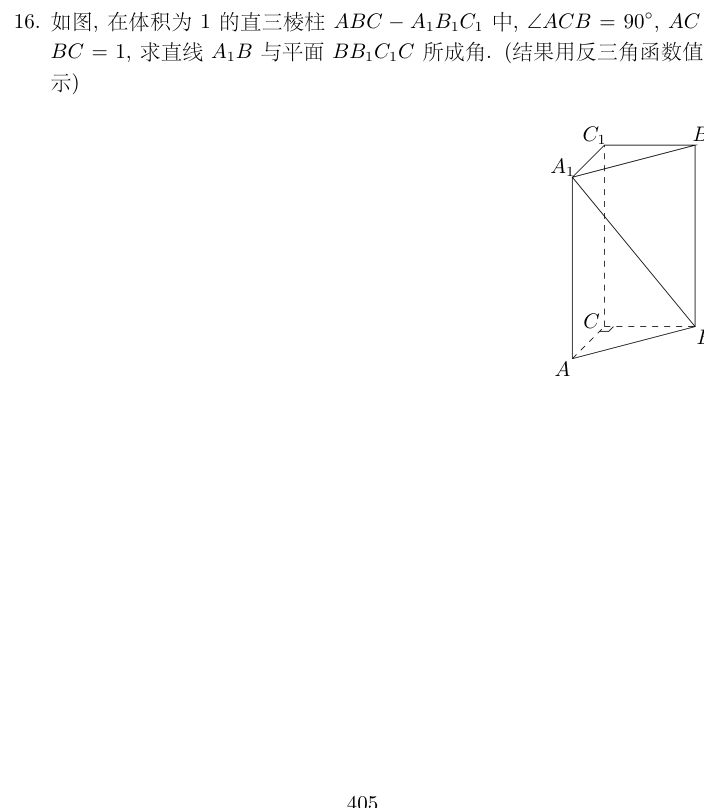 16. 如图, 在体积为 1 的直三棱柱 ABC − A₁B₁C₁ 中, ∠ACB = 90°, AC
BC = 1, 求直线 A₁B 与平面 BB₁C₁C 所成角. (结果用反三角函数值
示)
C₁
A₁
C
A
405